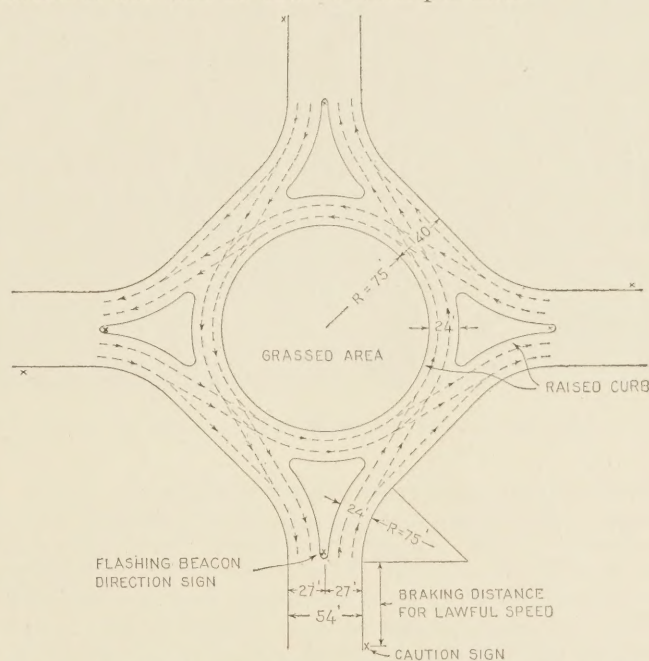 R = 75'
40'
24'
GRASSED AREA
RAISED CURB
24'
R = 75'
FLASHING BEACON
DIRECTION SIGN
27' 27'
54'
BRAKING DISTANCE
FOR LAWFUL SPEED
CAUTION SIGN